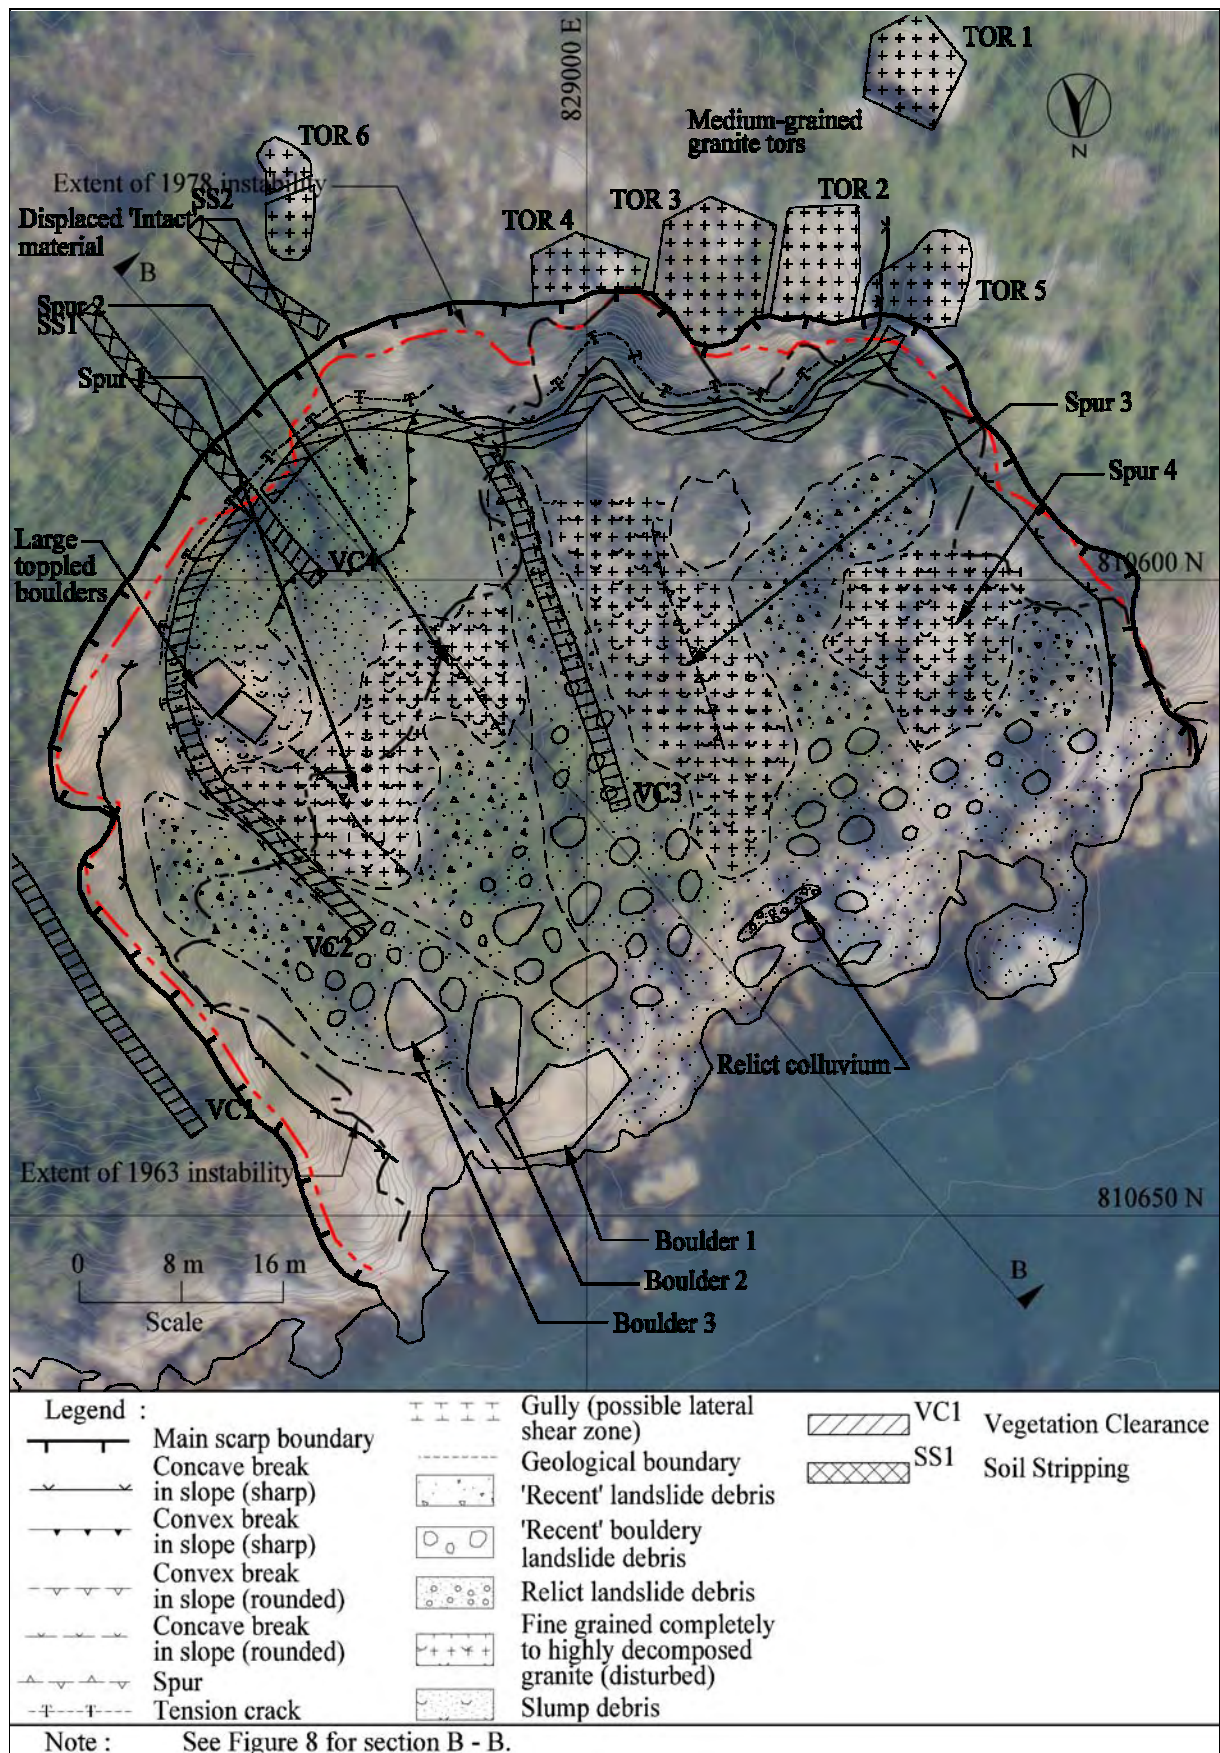 TOR 1
829000 E
Medium-grained
granite tors
N
TOR 6
Extent of 1978 instability
SS2
TOR 4
TOR 3
TOR 2
Displaced 'Intact'
material
B
TOR 5
Spur 2
SS1
Spur 1
Spur 3
Spur 4
Large
toppled
boulders
VC4
810600 N
VC3
VC2
Relict colluvium
VC1
Extent of 1963 instability
810650 N
Boulder 1
0 8 m 16 m
B
Boulder 2
Scale
Boulder 3
Legend :
Main scarp boundary
Concave break
in slope (sharp)
Convex break
in slope (sharp)
Convex break
in slope (rounded)
Concave break
in slope (rounded)
Spur
Tension crack
Gully (possible lateral
shear zone)
Geological boundary
'Recent' landslide debris
'Recent' bouldery
landslide debris
Relict landslide debris
Fine grained completely
to highly decomposed
granite (disturbed)
Slump debris
VC1 Vegetation Clearance
SS1 Soil Stripping
Note : See Figure 8 for section B - B.